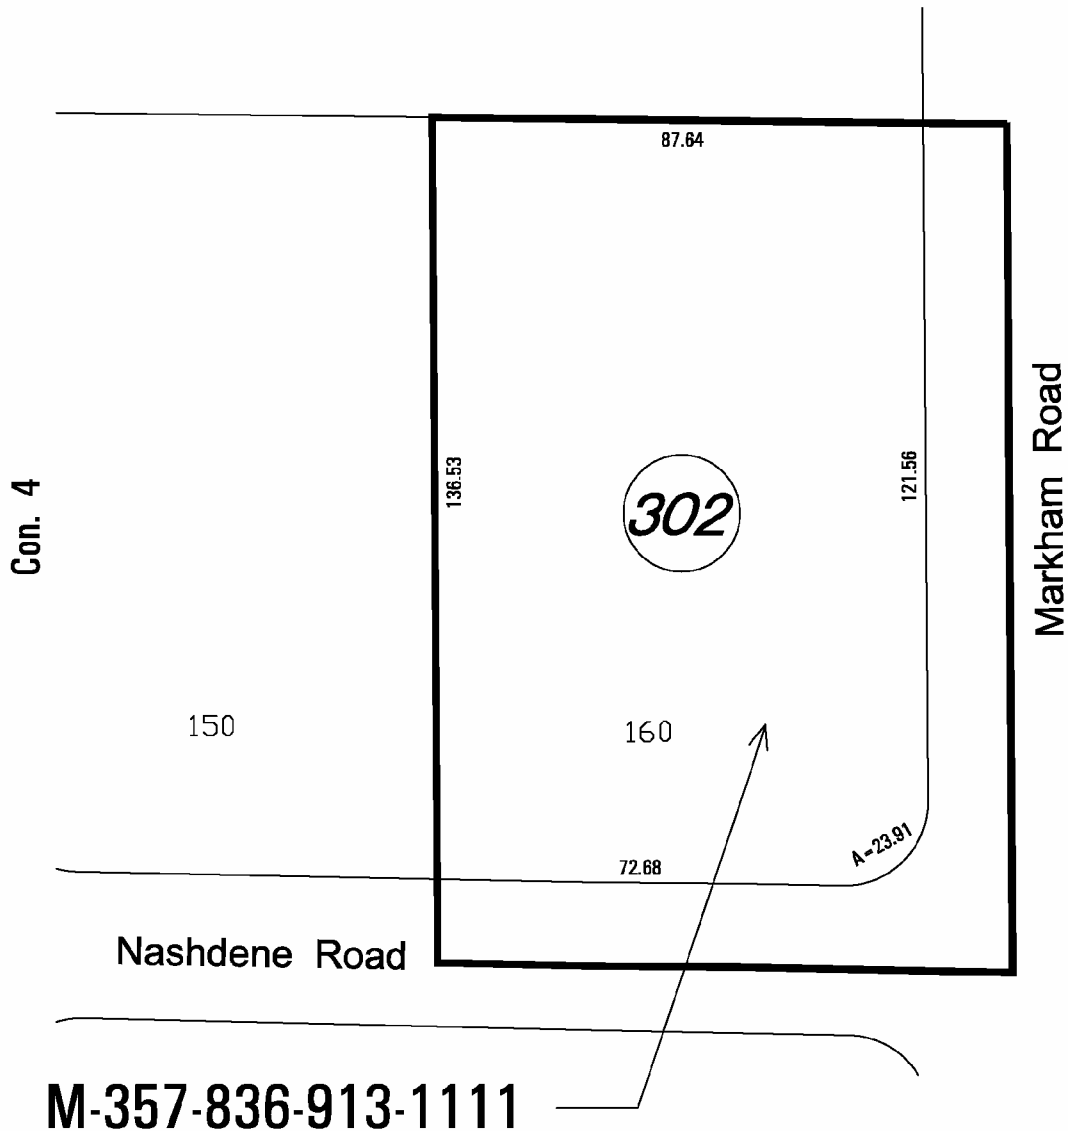 87.64
Con. 4
136.53
302
121.56
Markham Road
150
160
A=23.91
72.68
Nashdene Road
M-357-836-913-1111